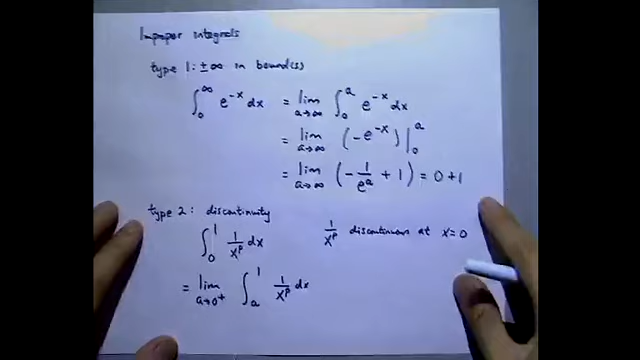 Improper integrals
type 1: ±∞ in bound(s)
∫₀^∞ e^{-x} dx = lim_{a→∞} ∫₀^a e^{-x} dx
= lim_{a→∞} (-e^{-x}) |₀^a
= lim_{a→∞} (-1/e^a + 1) = 0+1
type 2: discontinuity
∫₀^1 1/x^p dx    1/x^p discontinuous at x=0
= lim_{a→0⁺} ∫_a^1 1/x^p dx